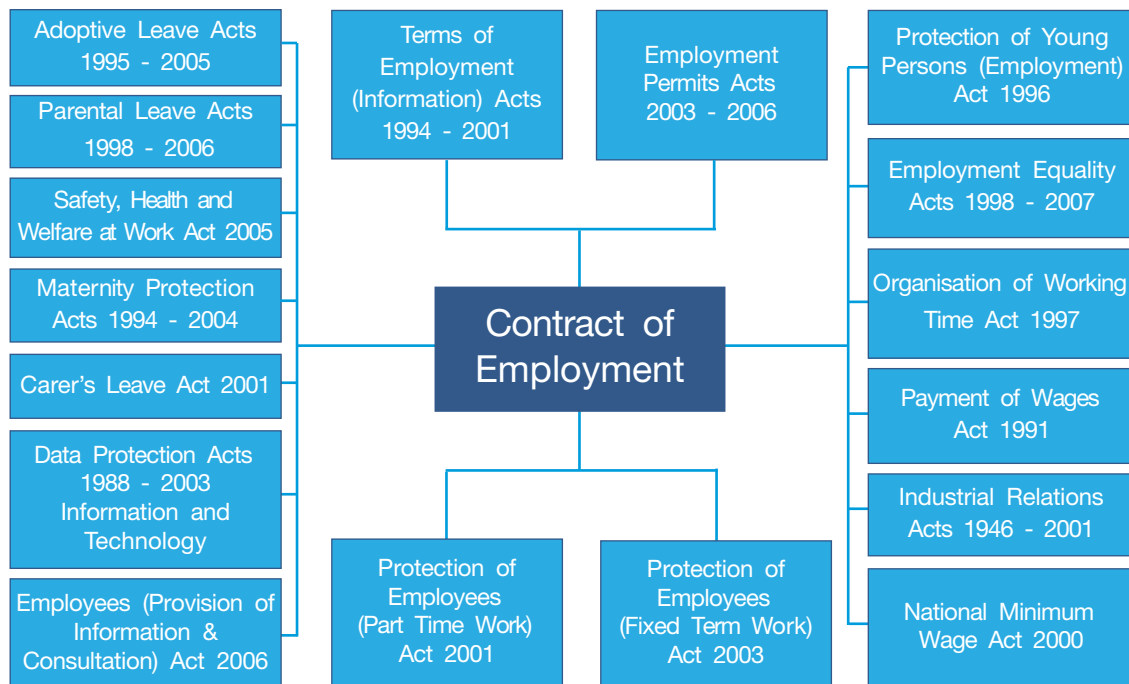 Adoptive Leave Acts
1995 - 2005
Parental Leave Acts
1998 - 2006
Safety, Health and
Welfare at Work Act 2005
Maternity Protection
Acts 1994 - 2004
Carer's Leave Act 2001
Data Protection Acts
1988 - 2003
Information and
Technology
Employees (Provision of
Information &
Consultation) Act 2006
Terms of
Employment
(Information) Acts
1994 - 2001
Employment
Permits Acts
2003 - 2006
Contract of
Employment
Protection of
Employees
(Part Time Work)
Act 2001
Protection of
Employees
(Fixed Term Work)
Act 2003
Protection of Young
Persons (Employment)
Act 1996
Employment Equality
Acts 1998 - 2007
Organisation of Working
Time Act 1997
Payment of Wages
Act 1991
Industrial Relations
Acts 1946 - 2001
National Minimum
Wage Act 2000